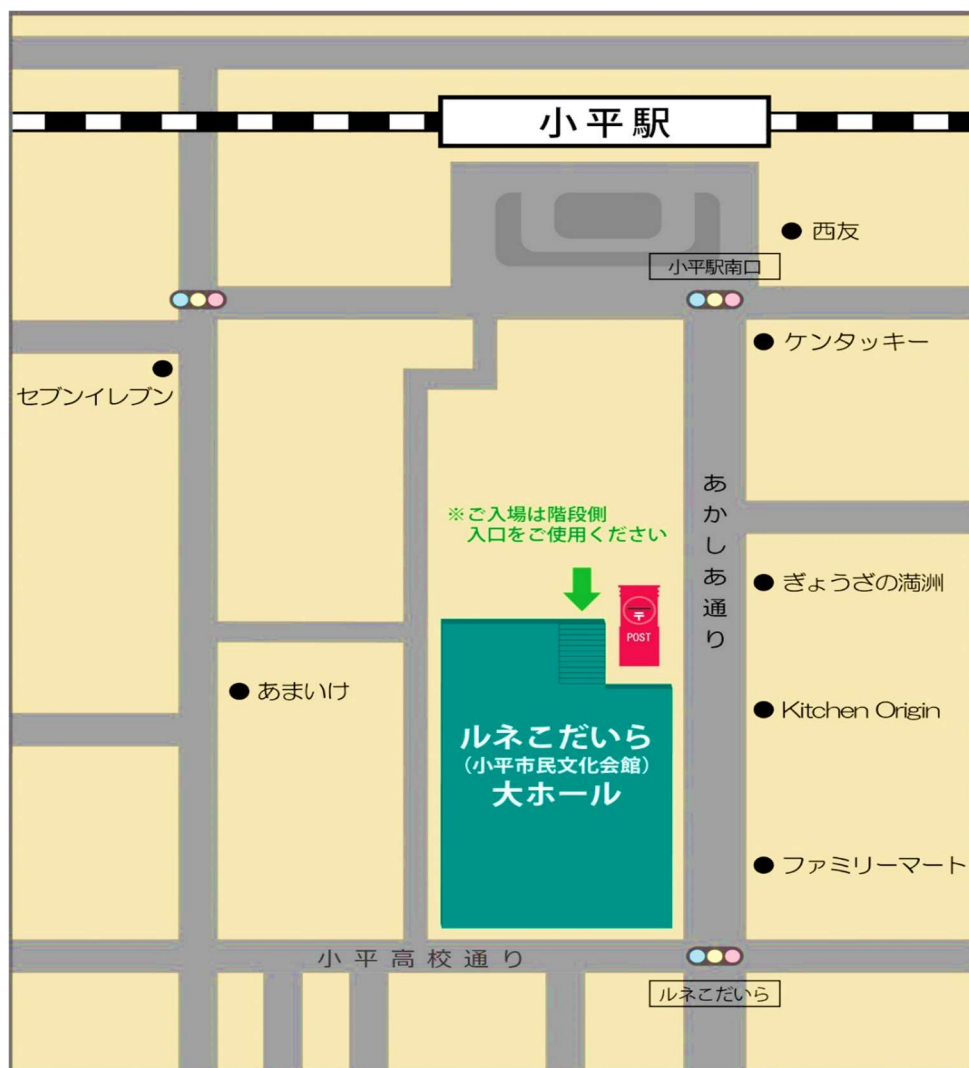 小平駅
西友
小平駅南口
ケンタッキー
セブンイレブン
あかしあ通り
※ご入場は階段側
入口をご使用ください
ぎょうざの満洲
〒
POST
あまいけ
Kitchen Origin
ルネこだいら
(小平市民文化会館)
大ホール
ファミリーマート
小平高校通り
ルネこだいら